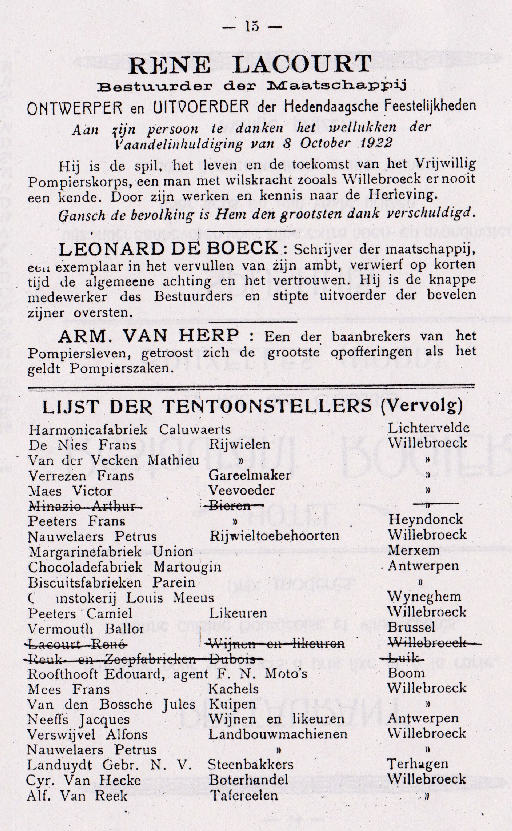 — 15 —
RENE LACOURT
Bestuurder der Maatschappij
ONTWERPER en UITVOERDER der Hedendaagsche Feestelijkheden
Aan zijn persoon te danken het wellukken der
Vaandelinhuldiging van 8 October 1922
Hij is de spil, het leven en de toekomst van het Vrijwillig
Pompierskorps, een man met wilskracht zooals Willebroeck er nooit
een kende. Door zijn werken en kennis naar de Herleving.
Gansch de bevolking is Hem den grootsten dank verschuldigd.
LEONARD DE BOECK : Schrijver der maatschappij,
een exemplaar in het vervullen van zijn ambt, verwierf op korten
tijd de algemeene achting en het vertrouwen. Hij is de knappe
medewerker des Bestuurders en stipte uitvoerder der bevelen
zijner oversten.
ARM. VAN HERP : Een der baanbrekers van het
Pompiersleven, getroost zich de grootste opofferingen als het
geldt Pompierszaken.
LIJST DER TENTOONSTELLERS (Vervolg)
Harmonicafabriek Caluwaerts Lichtervelde
De Nies Frans Rijwielen Willebroeck
Van der Vecken Mathieu » »
Verrezen Frans Gareelmaker »
Maes Victor Veevoeder »
Minazio Arthur Bieren »
Peeters Frans » Heyndonck
Nauwelaers Petrus Rijwieltoebehoorten Willebroeck
Margarinefabriek Union Merxem
Chocoladefabriek Martougin Antwerpen
Biscuitsfabrieken Parein »
instokerij Louis Meeus Wyneghem
Peeters Camiel Likeuren Willebroeck
Vermouth Ballor Brussel
Lacourt René Wijnen en likeuren Willebroeck
Reuk- en Zeepfabrieken Dubois Luik
Roofthooft Edouard, agent F. N. Moto's Boom
Mees Frans Kachels Willebroeck
Van den Bossche Jules Kuipen »
Neeffs Jacques Wijnen en likeuren Antwerpen
Verswijvel Alfons Landbouwmachienen Willebroeck
Nauwelaers Petrus » »
Landuydt Gebr. N. V. Steenbakkers Terhagen
Cyr. Van Hecke Boterhandel Willebroeck
Alf. Van Reek Tafereelen »